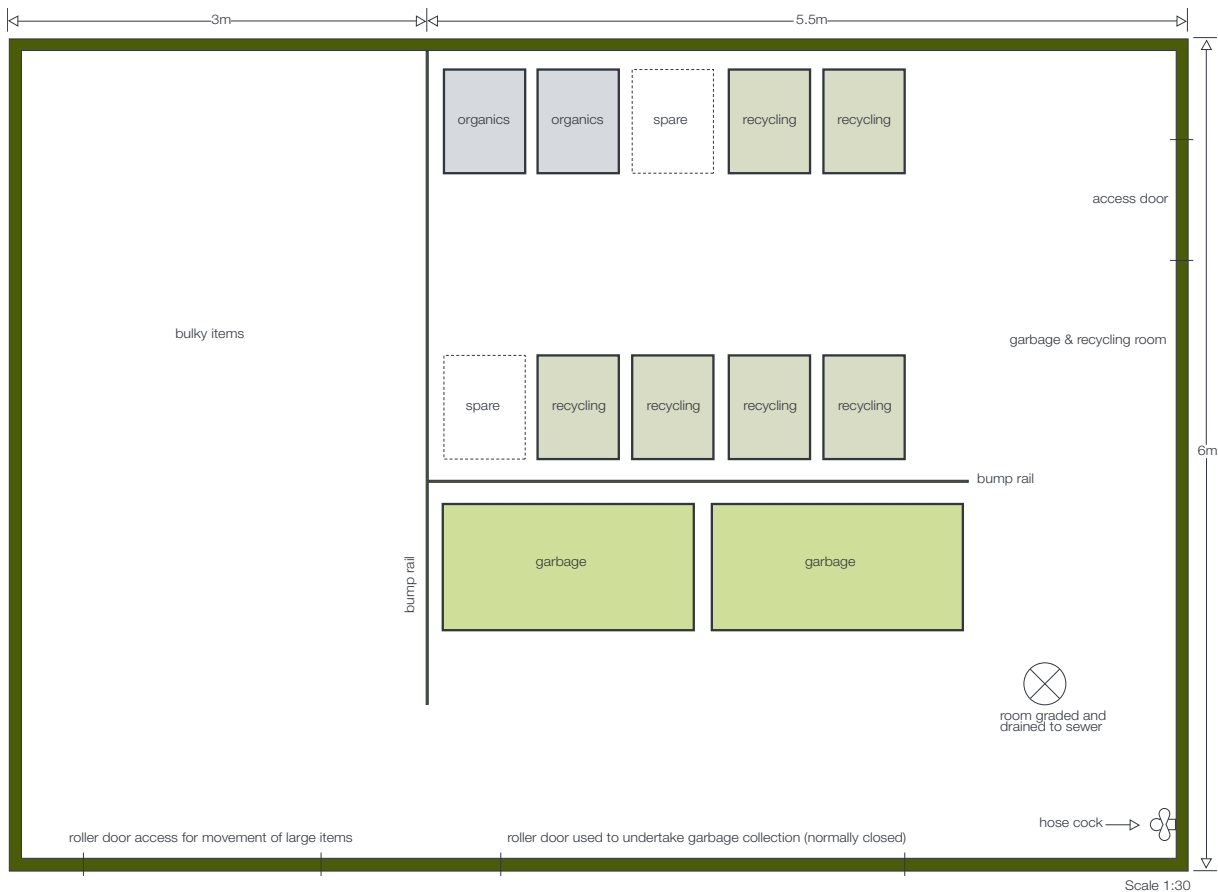 3m
5.5m
organics
organics
spare
recycling
recycling
access door
bulky items
garbage & recycling room
spare
recycling
recycling
recycling
recycling
6m
bump rail
garbage
garbage
bump rail
room graded and
drained to sewer
hose cock
roller door access for movement of large items
roller door used to undertake garbage collection (normally closed)
Scale 1:30